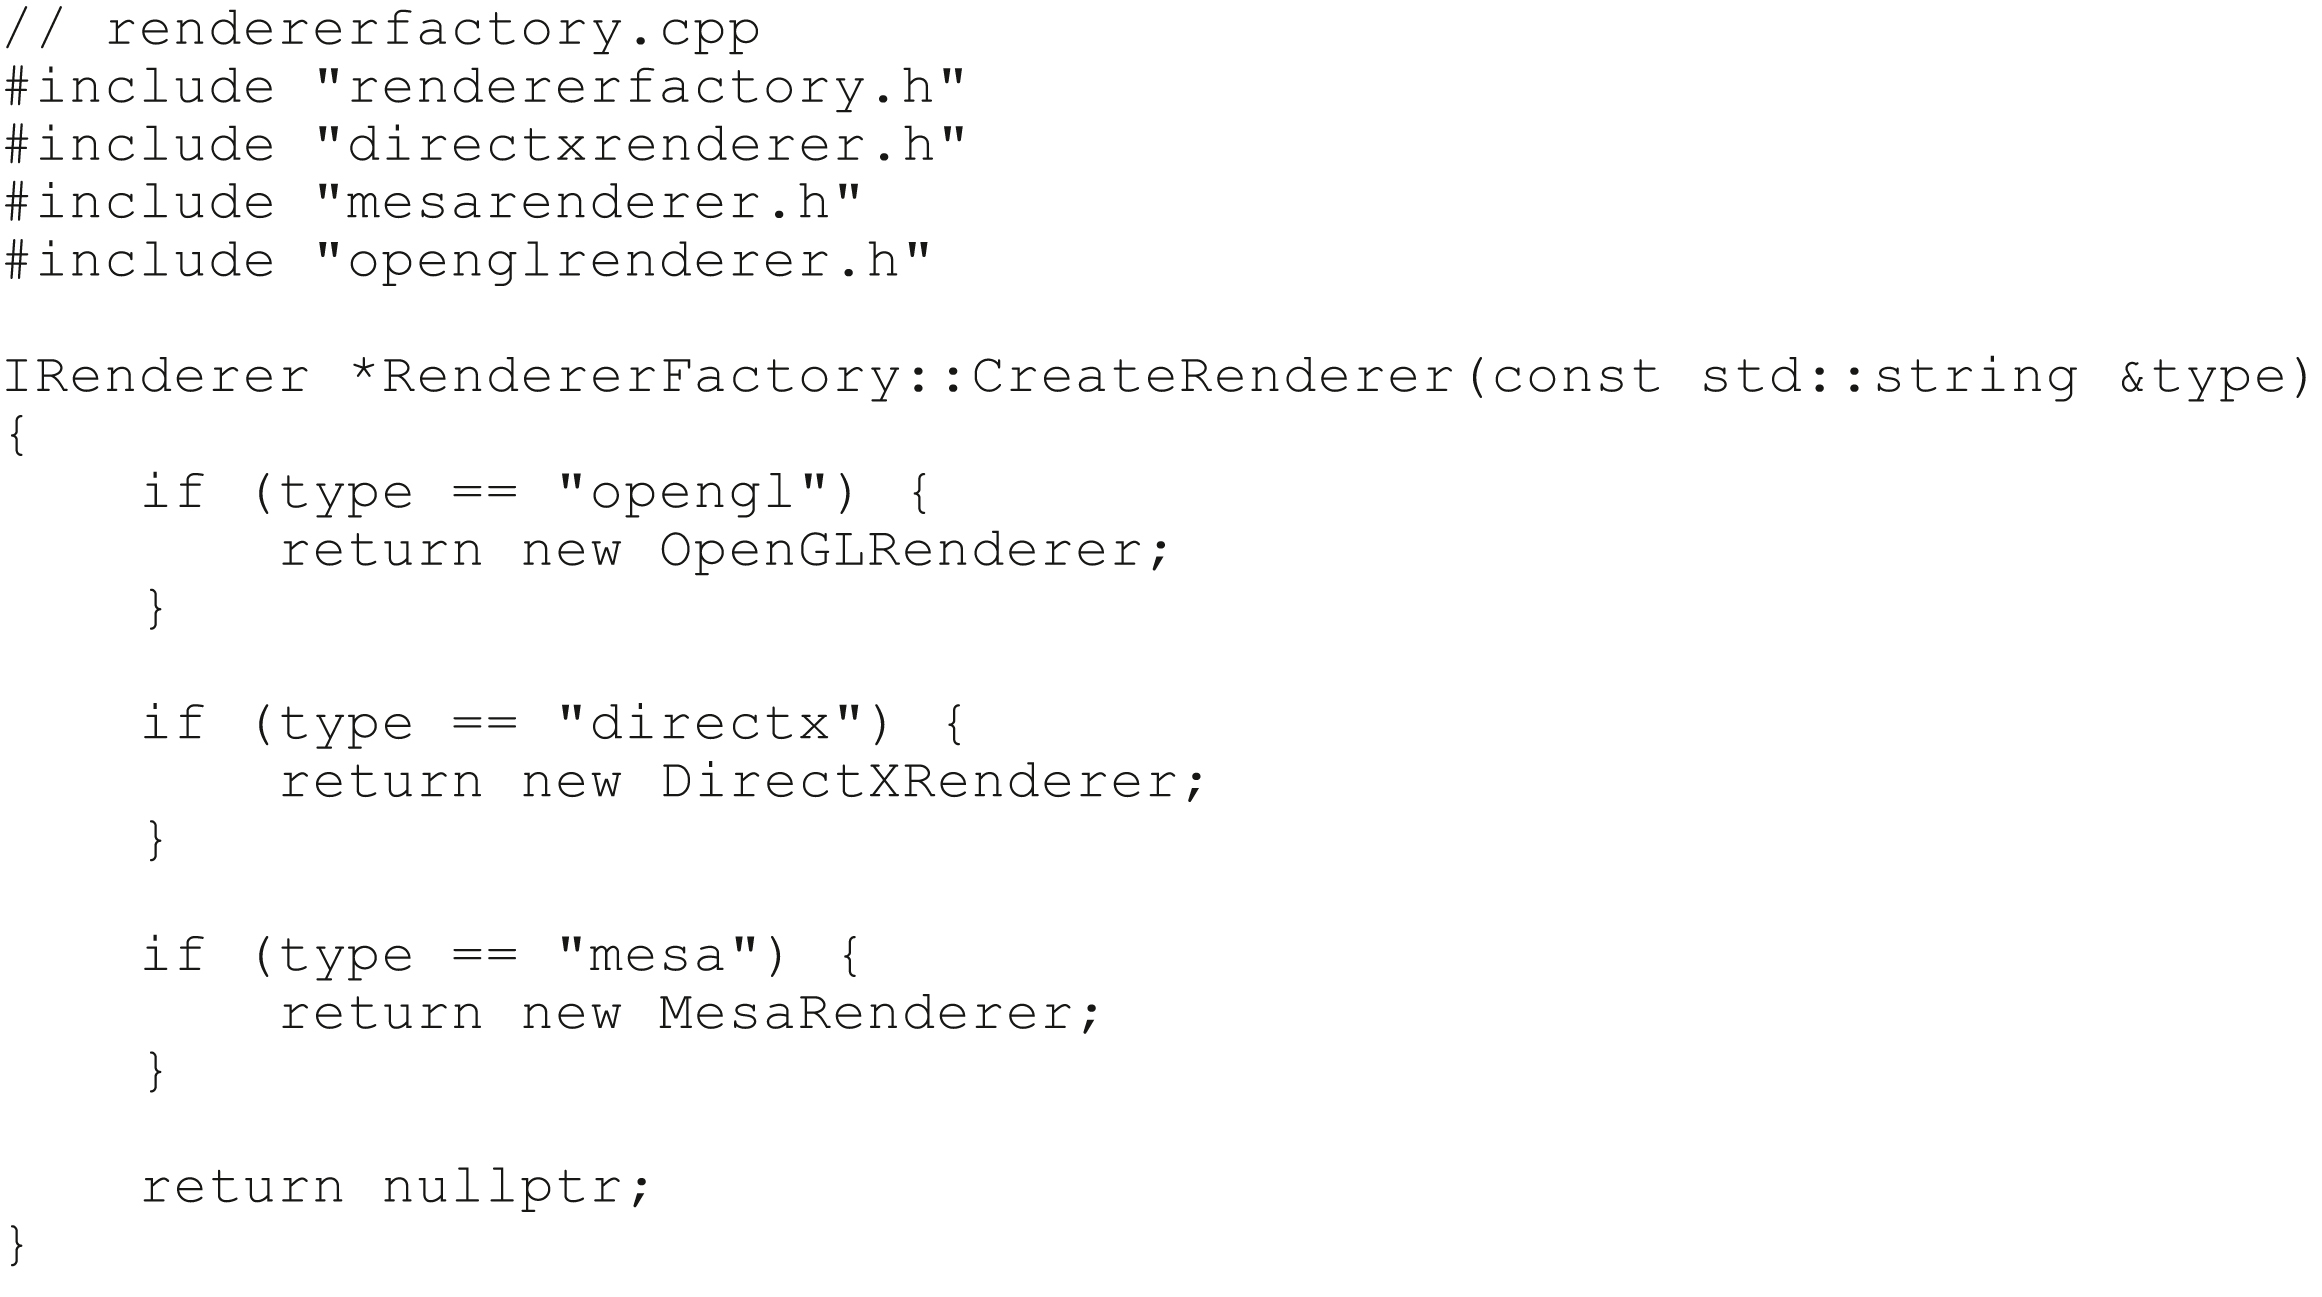 // rendererfactory.cpp
#include "rendererfactory.h"
#include "directxrenderer.h"
#include "mesarenderer.h"
#include "openglrenderer.h"

IRenderer *RendererFactory::CreateRenderer(const std::string &type)
{
    if (type == "opengl") {
        return new OpenGLRenderer;
    }

    if (type == "directx") {
        return new DirectXRenderer;
    }

    if (type == "mesa") {
        return new MesaRenderer;
    }

    return nullptr;
}